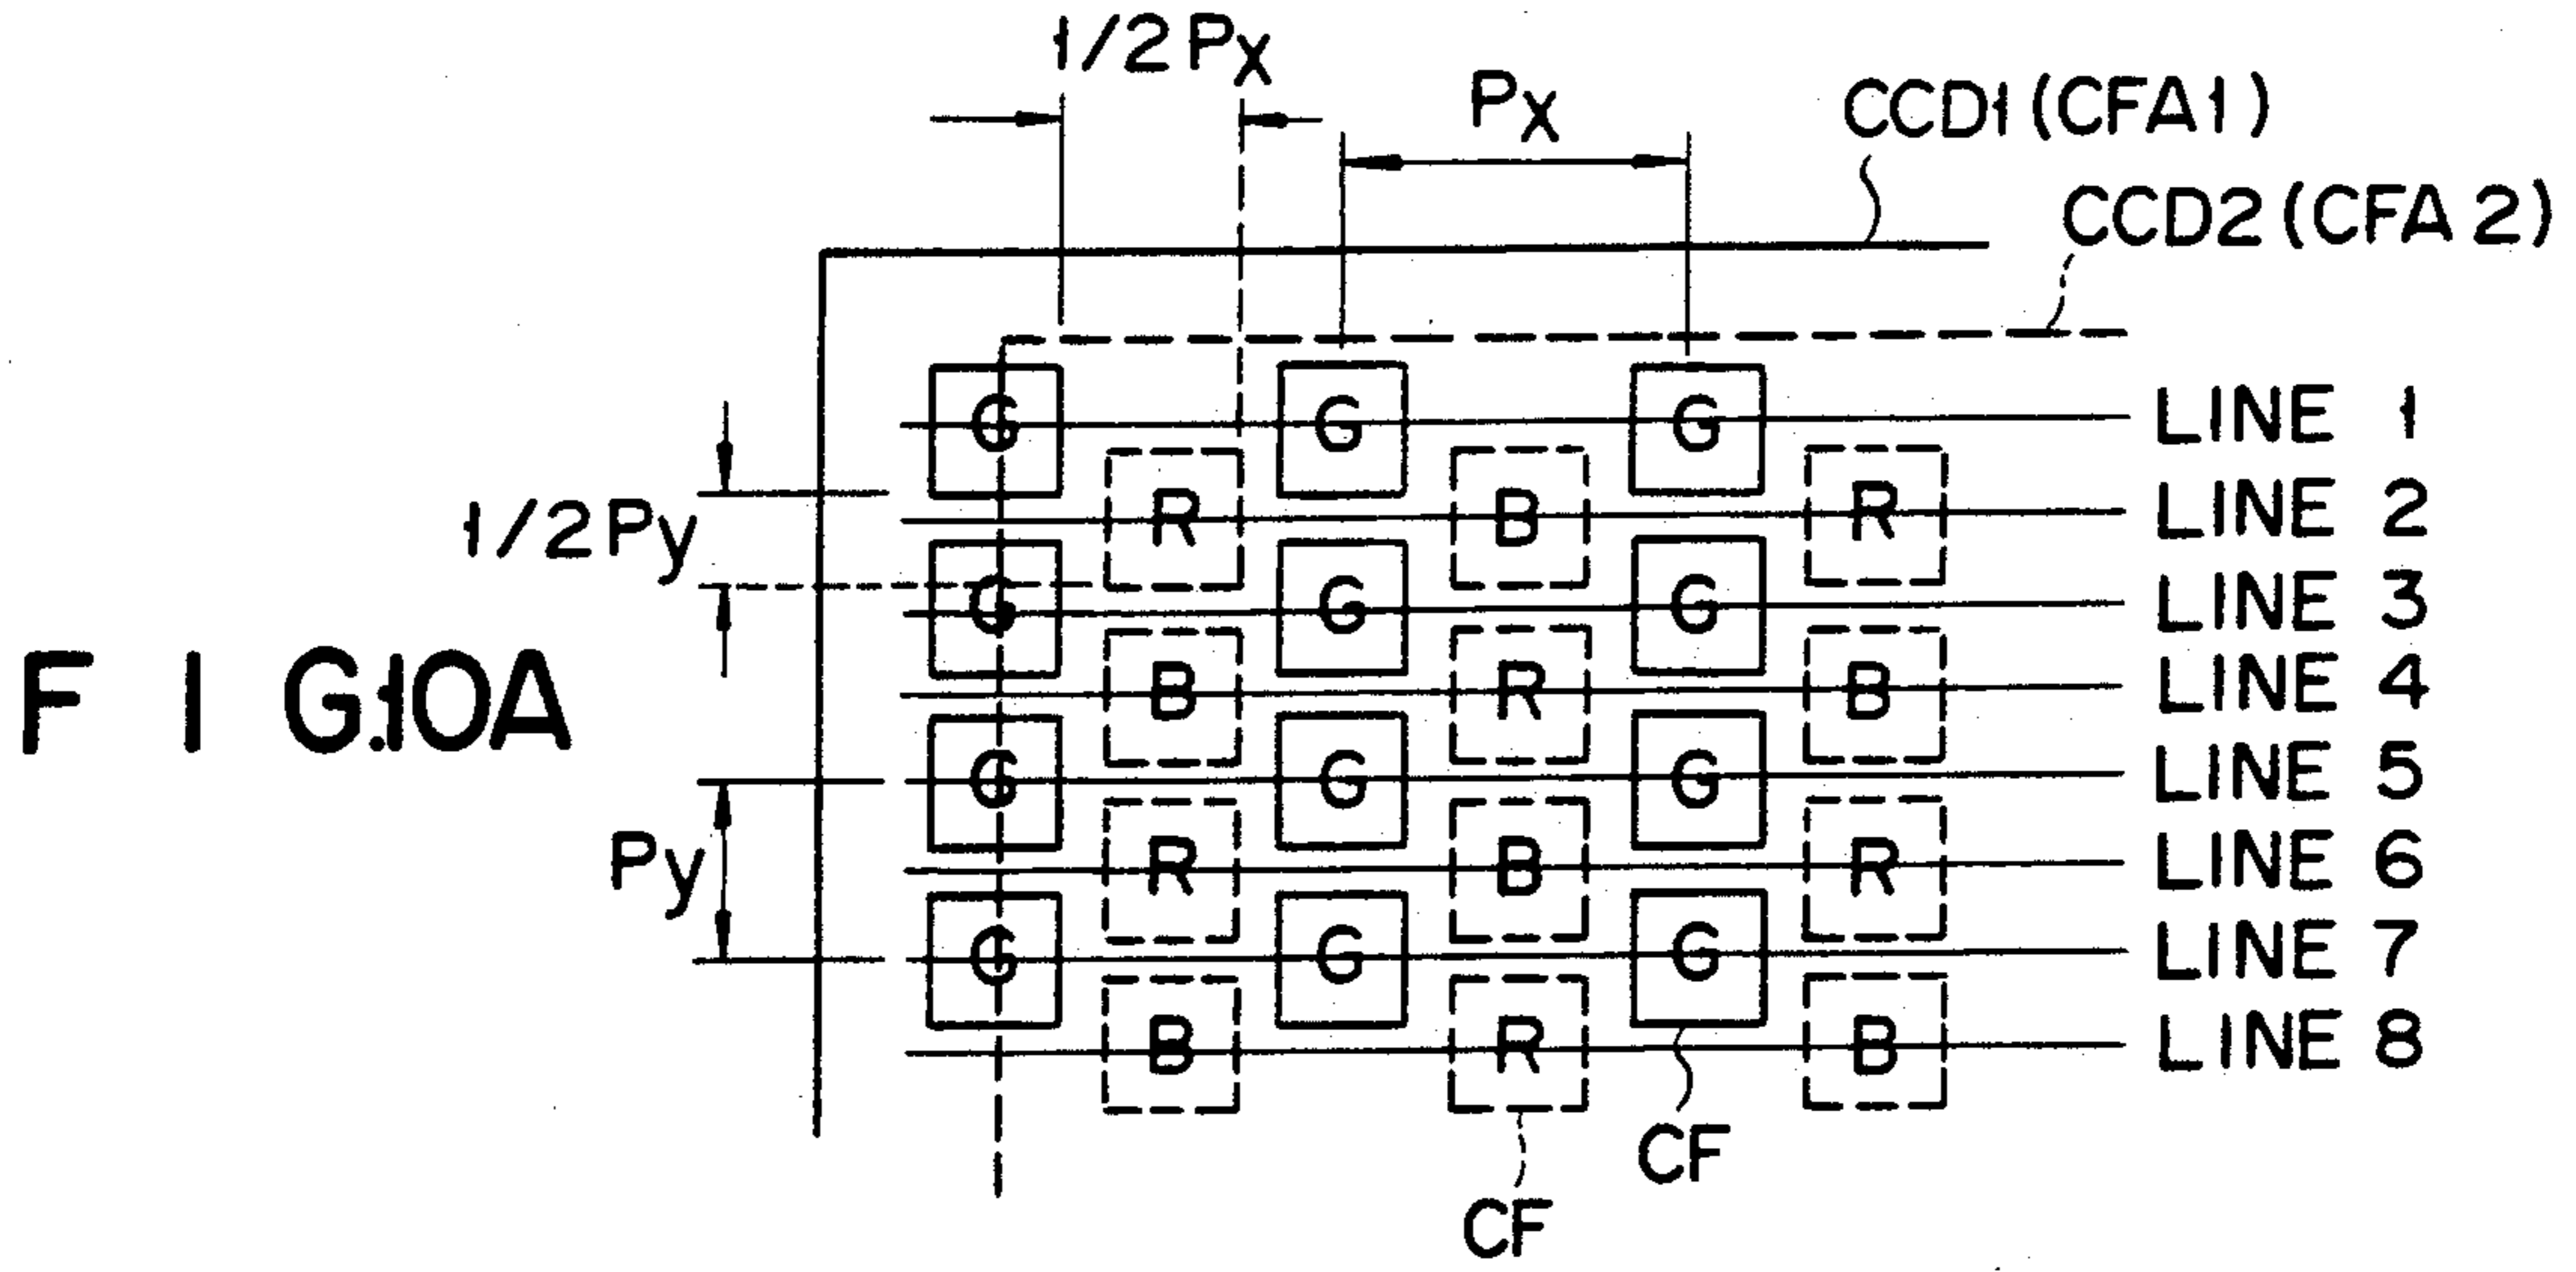 1/2 Px
Px
CCD1 (CFA1)
CCD2 (CFA 2)
G G G LINE 1
1/2 Py R B R LINE 2
G G G LINE 3
FIG.10A B R B LINE 4
G G G LINE 5
Py R B R LINE 6
G G G LINE 7
B R B LINE 8
CF
CF